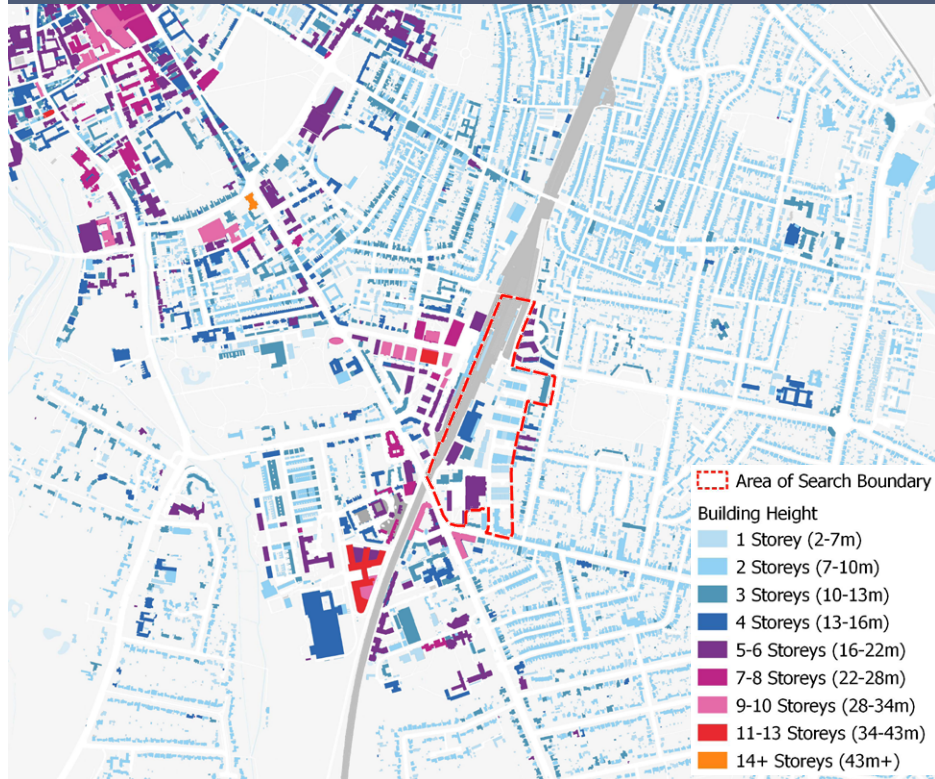 Area of Search Boundary
Building Height
1 Storey (2-7m)
2 Storeys (7-10m)
3 Storeys (10-13m)
4 Storeys (13-16m)
5-6 Storeys (16-22m)
7-8 Storeys (22-28m)
9-10 Storeys (28-34m)
11-13 Storeys (34-43m)
14+ Storeys (43m+)